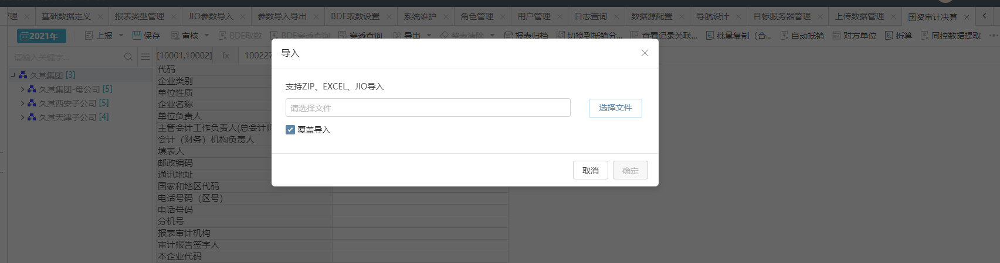 理 基础数据定义 报表类型管理 JIO参数导入 参数导入导出 BDE取数设置 系统维护 角色管理 用户管理 日志查询 数据源配置 导航设计 目标服务器管理 上传数据管理 国资审计决算
2021年 上报 保存 审核 BDE取数 BDE穿透查询 穿透查询 导出 整表清除 报表归档 切换到抵销分... 查看记录关联... 批量复制（合... 自动抵销 对方单位 折算 同控数据提取 ...
请输入关键字... [10001,10002] fx 100227
导入
久其集团 [3]
久其集团-母公司 [5]
久其西安子公司 [5]
久其天津子公司 [4]
代码
企业类别
单位性质
企业名称
单位负责人
主管会计工作负责人(总会计师
会计（财务）机构负责人
填表人
邮政编码
通讯地址
国家和地区代码
电话号码（区号）
电话号码
分机号
报表审计机构
审计报告签字人
本企业代码
支持ZIP、EXCEL、JIO导入
请选择文件 选择文件
覆盖导入
取消 确定